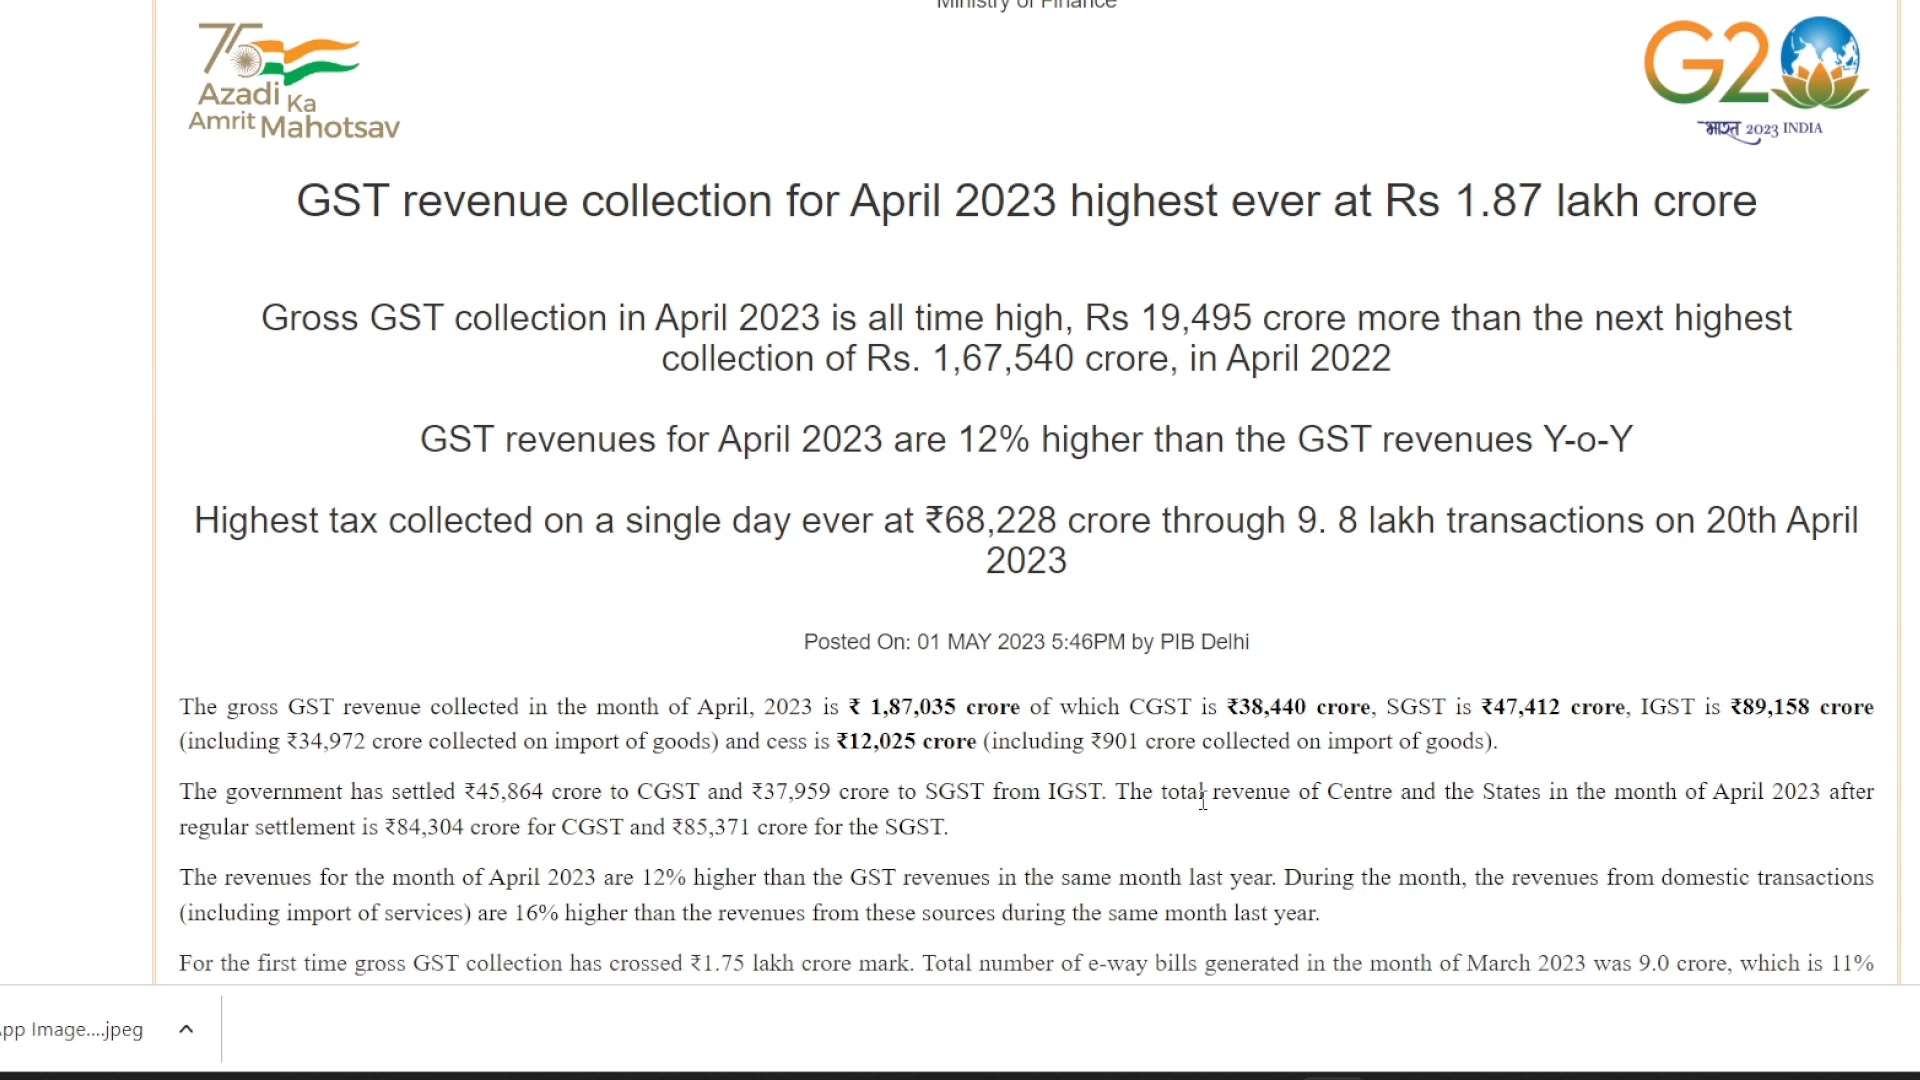 Ministry of Finance
75
Azadi Ka
Amrit Mahotsav
G20
भारत 2023 INDIA
GST revenue collection for April 2023 highest ever at Rs 1.87 lakh crore
Gross GST collection in April 2023 is all time high, Rs 19,495 crore more than the next highest
collection of Rs. 1,67,540 crore, in April 2022
GST revenues for April 2023 are 12% higher than the GST revenues Y-o-Y
Highest tax collected on a single day ever at ₹68,228 crore through 9. 8 lakh transactions on 20th April
2023
Posted On: 01 MAY 2023 5:46PM by PIB Delhi
The gross GST revenue collected in the month of April, 2023 is ₹ 1,87,035 crore of which CGST is ₹38,440 crore, SGST is ₹47,412 crore, IGST is ₹89,158 crore
(including ₹34,972 crore collected on import of goods) and cess is ₹12,025 crore (including ₹901 crore collected on import of goods).
The government has settled ₹45,864 crore to CGST and ₹37,959 crore to SGST from IGST. The total revenue of Centre and the States in the month of April 2023 after
regular settlement is ₹84,304 crore for CGST and ₹85,371 crore for the SGST.
The revenues for the month of April 2023 are 12% higher than the GST revenues in the same month last year. During the month, the revenues from domestic transactions
(including import of services) are 16% higher than the revenues from these sources during the same month last year.
For the first time gross GST collection has crossed ₹1.75 lakh crore mark. Total number of e-way bills generated in the month of March 2023 was 9.0 crore, which is 11%
pp Image....jpeg